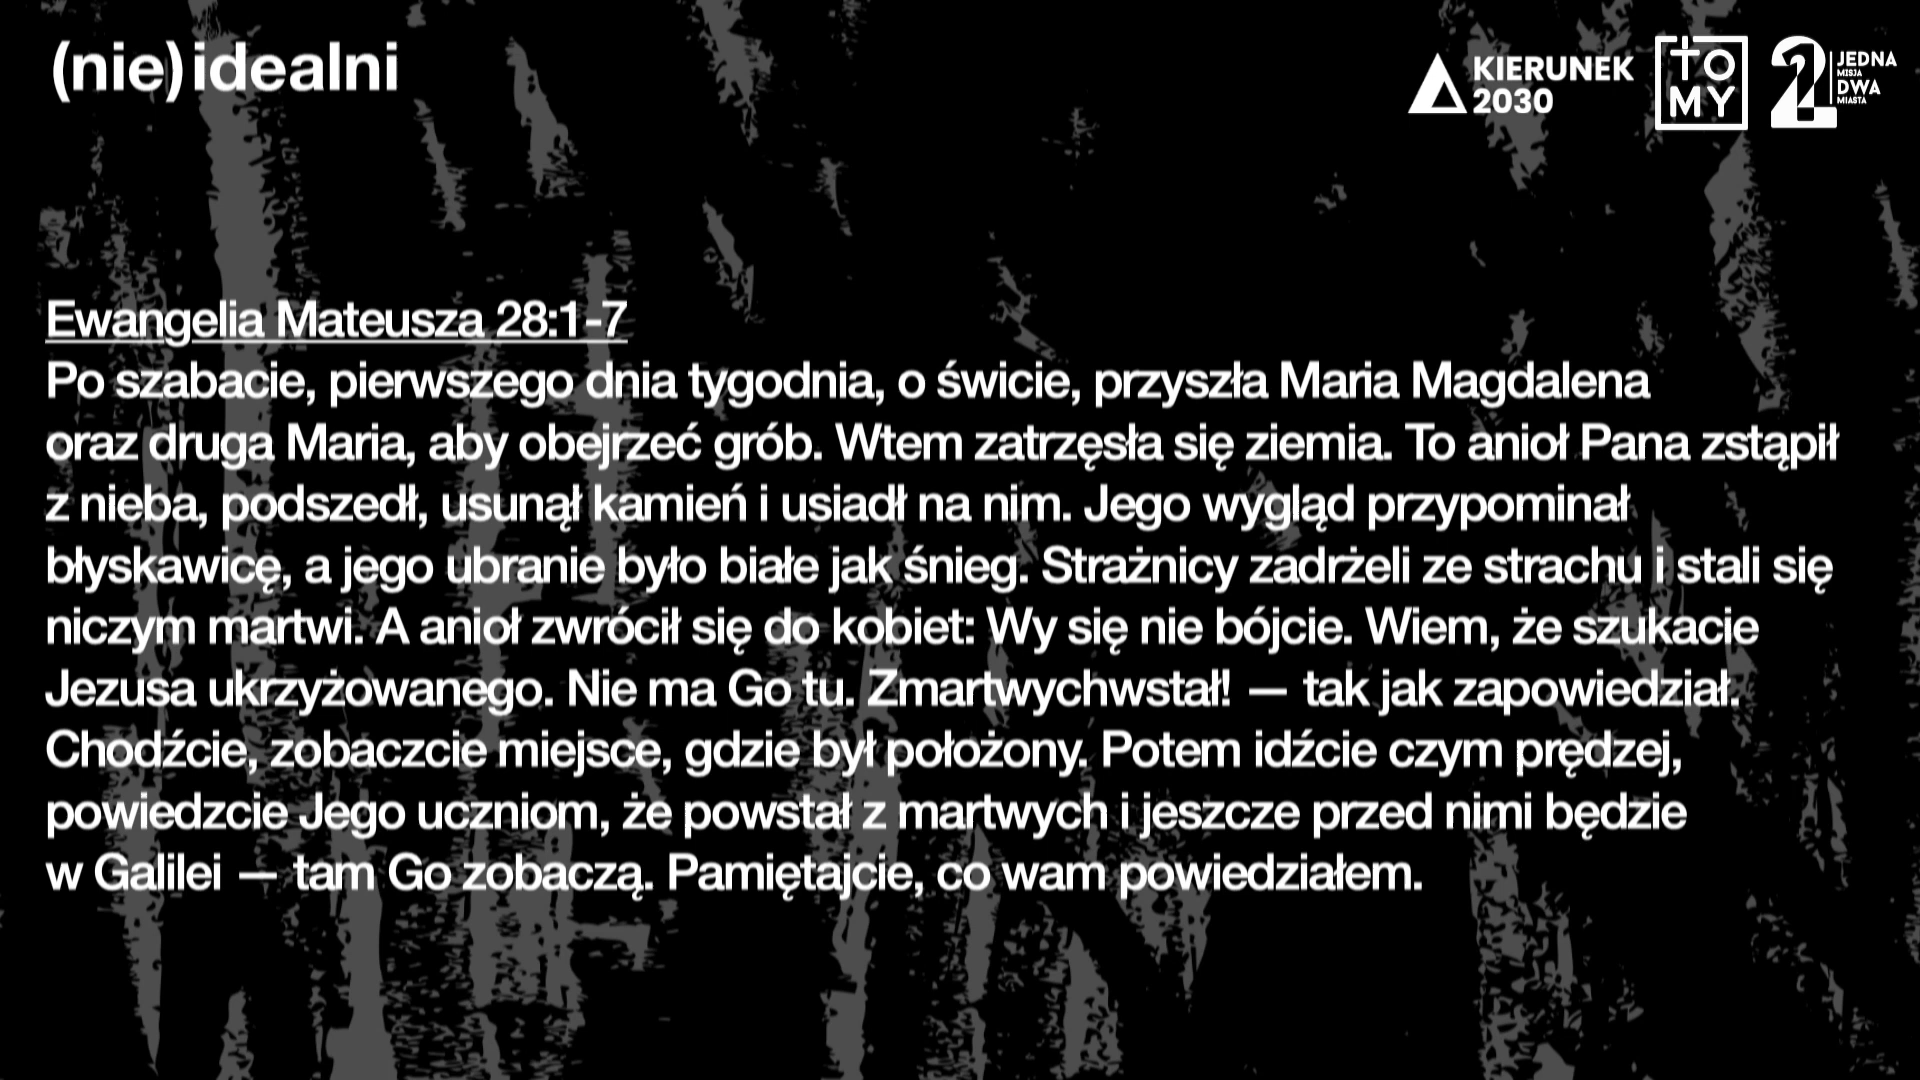 (nie)idealni
KIERUNEK
2030
TO
MY
21
JEDNA
MISJA
DWA
MIASTA
Ewangelia Mateusza 28:1-7
Po szabacie, pierwszego dnia tygodnia, o świcie, przyszła Maria Magdalena
oraz druga Maria, aby obejrzeć grób. Wtem zatrzęsła się ziemia. To anioł Pana zstąpił
z nieba, podszedł, usunął kamień i usiadł na nim. Jego wygląd przypominał
błyskawicę, a jego ubranie było białe jak śnieg. Strażnicy zadrżeli ze strachu i stali się
niczym martwi. A anioł zwrócił się do kobiet: Wy się nie bójcie. Wiem, że szukacie
Jezusa ukrzyżowanego. Nie ma Go tu. Zmartwychwstał! — tak jak zapowiedział.
Chodźcie, zobaczcie miejsce, gdzie był położony. Potem idźcie czym prędzej,
powiedzcie Jego uczniom, że powstał z martwych i jeszcze przed nimi będzie
w Galilei — tam Go zobaczą. Pamiętajcie, co wam powiedziałem.